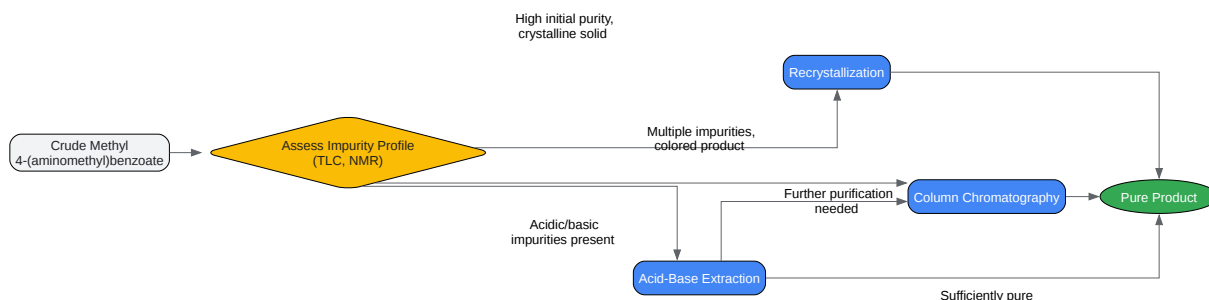 High initial purity,
crystalline solid
Recrystallization
Crude Methyl
4-(aminomethyl)benzoate
Assess Impurity Profile
(TLC, NMR)
Multiple impurities,
colored product
Further purification
needed
Column Chromatography
Pure Product
Acidic/basic
impurities present
Acid-Base Extraction
Sufficiently pure